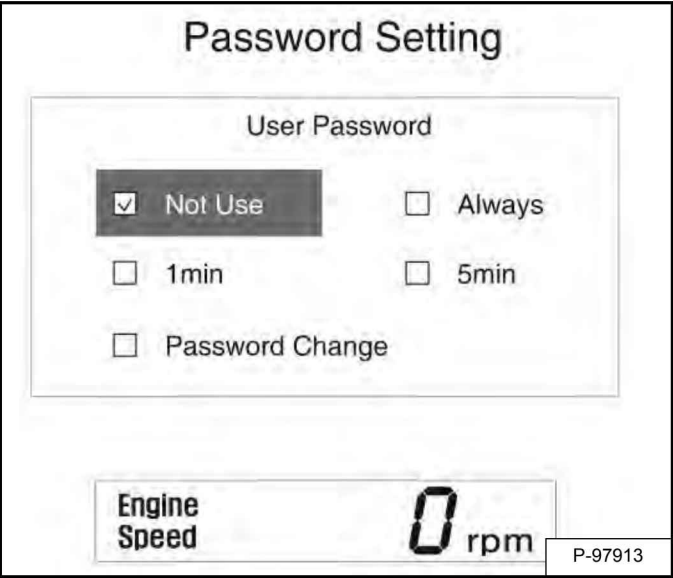 Password Setting
User Password
Not Use
Always
1min
5min
Password Change
Engine
Speed
0 rpm
P-97913